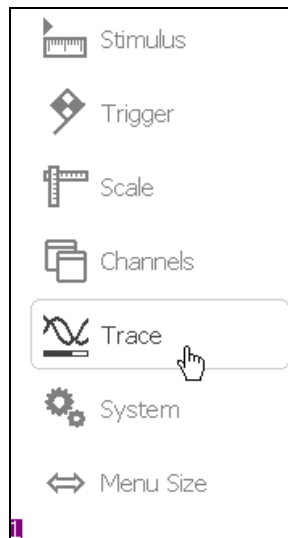 Stimulus
Trigger
Scale
Channels
Trace
System
Menu Size
1